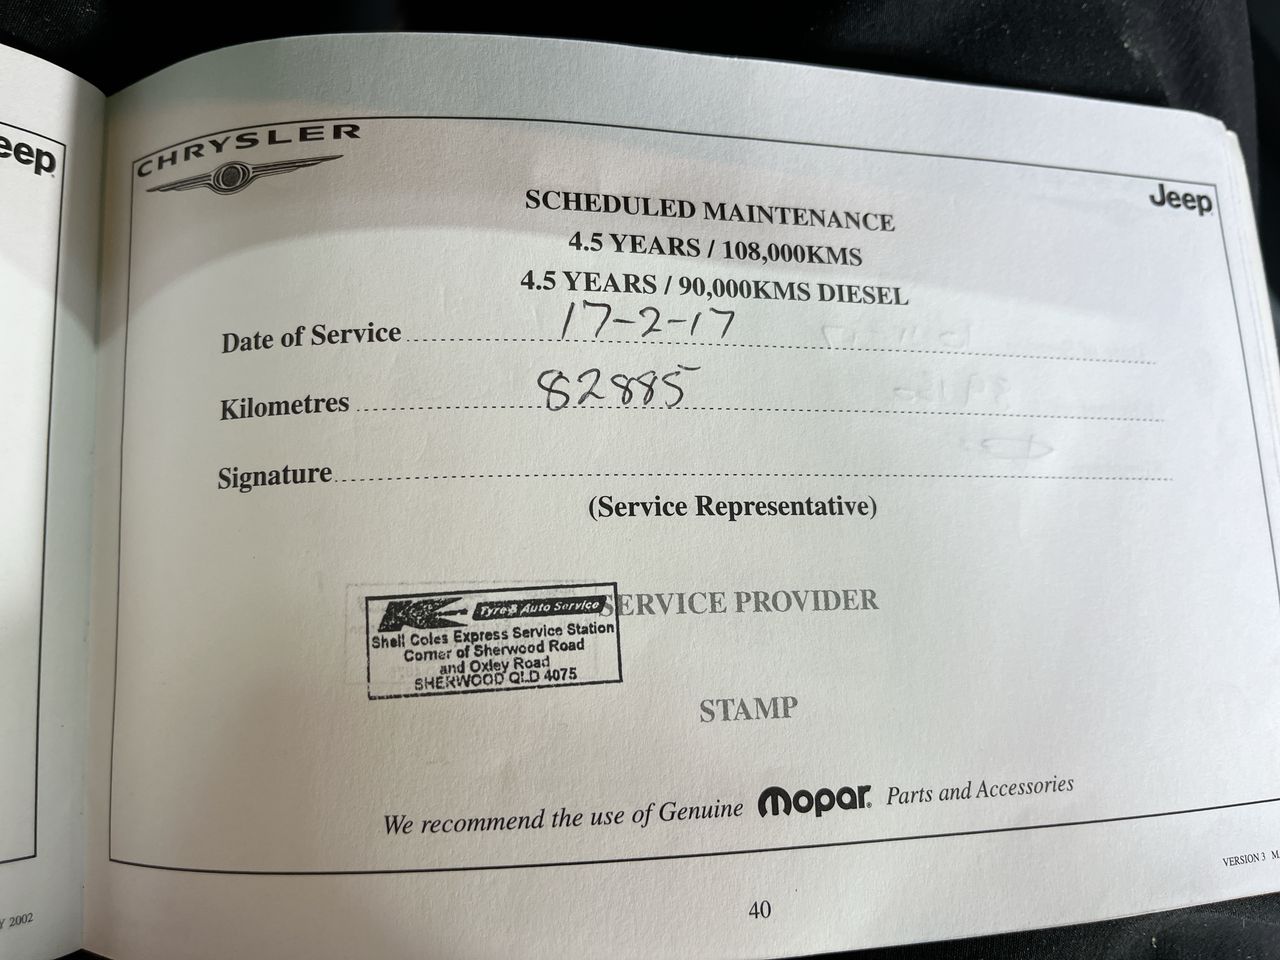 eep
CHRYSLER
Jeep
SCHEDULED MAINTENANCE
4.5 YEARS / 108,000KMS
4.5 YEARS / 90,000KMS DIESEL
Date of Service 17-2-17
Kilometres 82885
Signature
(Service Representative)
SERVICE PROVIDER
K Tyre & Auto Service
Shell Coles Express Service Station
Corner of Sherwood Road
and Oxley Road
SHERWOOD QLD 4075
STAMP
We recommend the use of Genuine mopar Parts and Accessories
VERSION 3 M
Y 2002
40